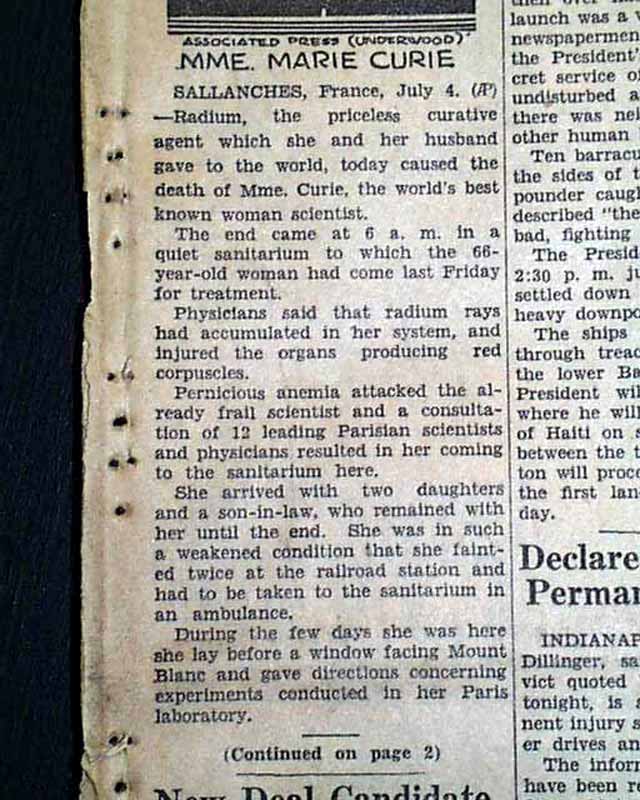 ASSOCIATED PRESS (UNDERWOOD)
MME. MARIE CURIE
SALLANCHES, France, July 4. (AP)
—Radium, the priceless curative
agent which she and her husband
gave to the world, today caused the
death of Mme. Curie, the world's best
known woman scientist.
The end came at 6 a. m. in a
quiet sanitarium to which the 66-
year-old woman had come last Friday
for treatment.
Physicians said that radium rays
had accumulated in her system, and
injured the organs producing red
corpuscles.
Pernicious anemia attacked the al-
ready frail scientist and a consulta-
tion of 12 leading Parisian scientists
and physicians resulted in her coming
to the sanitarium here.
She arrived with two daughters
and a son-in-law, who remained with
her until the end. She was in such
a weakened condition that she faint-
ed twice at the railroad station and
had to be taken to the sanitarium in
an ambulance.
During the few days she was here
she lay before a window facing Mount
Blanc and gave directions concerning
experiments conducted in her Paris
laboratory.
(Continued on page 2)
New Deal Candidate
launch was a
newspapermen
the President'
cret service of
undisturbed a
there was nei
other human
Ten barracu
the sides of t
pounder caugh
described "the
bad, fighting
The Presid
2:30 p. m. ju
settled down
heavy downpo
The ships
through treac
the lower Ba
President wil
where he will
of Haiti on s
between the t
ton will proce
the first lan
day.
Declare
Perman
INDIANAP
Dillinger, sa
vict quoted
tonight, is a
nent injury s
er drives an
The inform
have been re